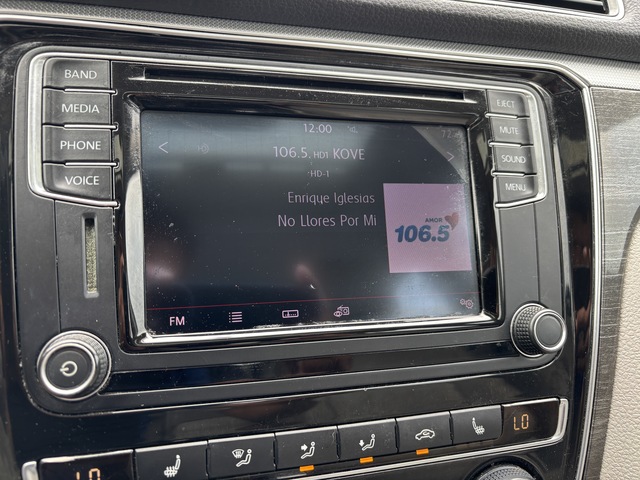 BAND
MEDIA
PHONE
VOICE
EJECT
MUTE
SOUND
MENU
12:00
106.5. HD1 KOVE
-HD-1
Enrique Iglesias
No Llores Por Mi
AMOR
106.5
FM
LO
LO